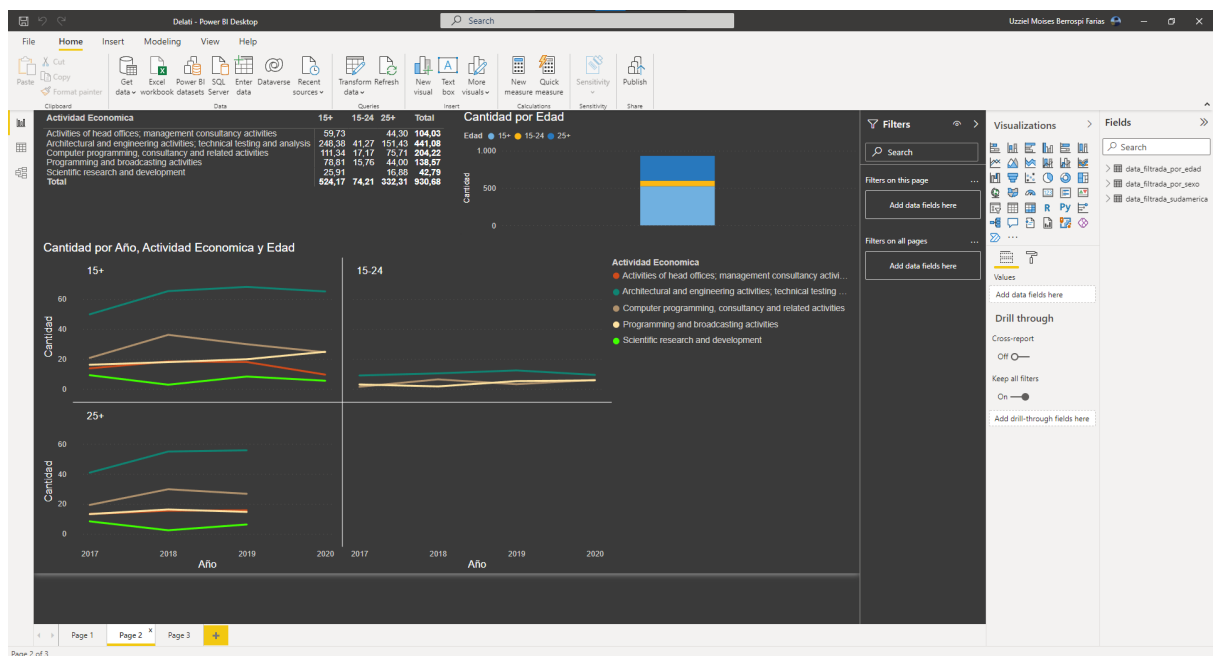 Delati - Power BI Desktop
Search
Uzziel Moises Berrospi Farias
File Home Insert Modeling View Help
Paste
Cut
Copy
Format painter
Get data
Excel workbook
Power BI datasets
SQL Server
Enter data
Dataverse
Recent sources
Transform data
Refresh
New visual
Text box
More visuals
New measure
Quick measure
Sensitivity
Publish
Clipboard
Data
Queries
Insert
Calculations
Sensitivity
Share
Actividad Economica 15+ 15-24 25+ Total
Activities of head offices; management consultancy activities 59,73 44,30 104,03
Architectural and engineering activities; technical testing and analysis 248,38 41,27 151,43 441,08
Computer programming, consultancy and related activities 111,34 17,17 75,71 204,22
Programming and broadcasting activities 78,81 15,76 44,00 138,57
Scientific research and development 25,91 16,88 42,79
Total 524,17 74,21 332,31 930,68
Cantidad por Edad
Edad 15+ 15-24 25+
1.000
500
0
Cantidad
Cantidad por Año, Actividad Economica y Edad
15+
15-24
60
40
20
0
Cantidad
25+
60
40
20
0
Cantidad
2017 2018 2019 2020
2017 2018 2019 2020
Año
Año
Actividad Economica
Activities of head offices; management consultancy activi...
Architectural and engineering activities; technical testing ...
Computer programming, consultancy and related activities
Programming and broadcasting activities
Scientific research and development
Filters
Search
Filters on this page ...
Add data fields here
Filters on all pages ...
Add data fields here
Visualizations
R Py
...
Values
Add data fields here
Drill through
Cross-report
Off
Keep all filters
On
Add drill-through fields here
Fields
Search
data_filtrada_por_edad
data_filtrada_por_sexo
data_filtrada_sudamerica
Page 1
Page 2 x
Page 3
+
Page 2 of 3